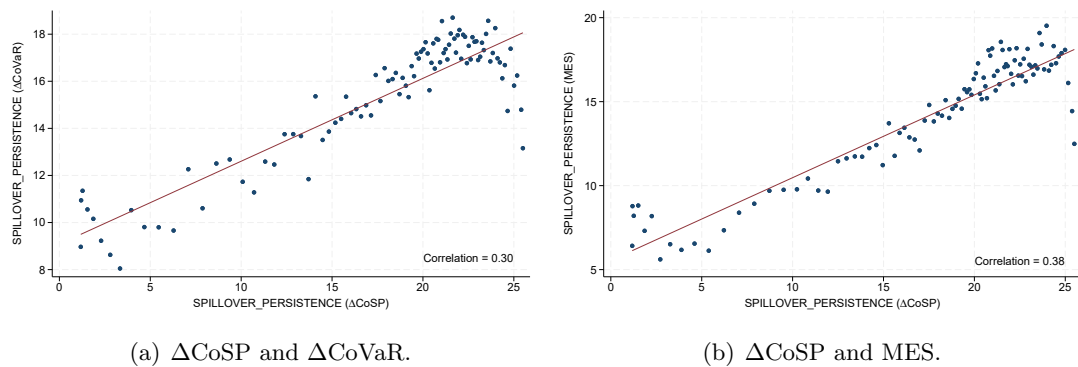 SPILLOVER_PERSISTENCE (ΔCoVaR)
18
16
14
12
10
8
0
5
10
15
20
25
Correlation = 0.30
SPILLOVER_PERSISTENCE (ΔCoSP)
(a) ΔCoSP and ΔCoVaR.
SPILLOVER_PERSISTENCE (MES)
20
15
10
5
0
5
10
15
20
25
Correlation = 0.38
SPILLOVER_PERSISTENCE (ΔCoSP)
(b) ΔCoSP and MES.